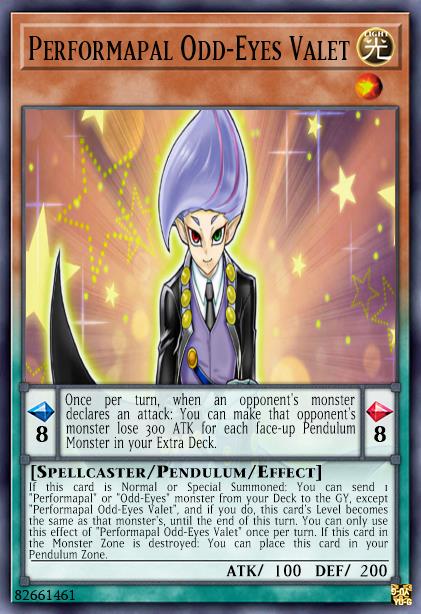 Performapal Odd-Eyes Valet
LIGHT
光
Once per turn, when an opponent's monster
declares an attack: You can make that opponent's
monster lose 300 ATK for each face-up Pendulum
Monster in your Extra Deck.
8
8
[Spellcaster/Pendulum/Effect]
If this card is Normal or Special Summoned: You can send 1
"Performapal" or "Odd-Eyes" monster from your Deck to the GY, except
"Performapal Odd-Eyes Valet", and if you do, this card's Level becomes
the same as that monster's, until the end of this turn. You can only use
this effect of "Performapal Odd-Eyes Valet" once per turn. If this card in
the Monster Zone is destroyed: You can place this card in your
Pendulum Zone.
ATK/ 100 DEF/ 200
82661461